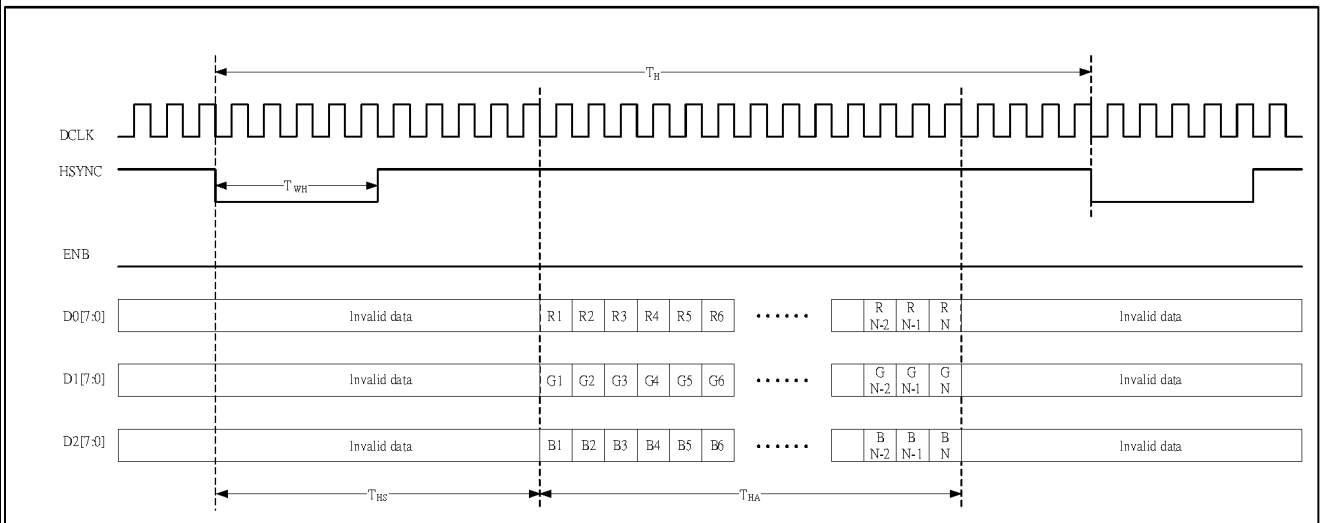 TH
DCLK
HSYNC
TWH
ENB
D0[7:0] Invalid data R1 R2 R3 R4 R5 R6 ······ R N-2 R N-1 R N Invalid data
D1[7:0] Invalid data G1 G2 G3 G4 G5 G6 ······ G N-2 G N-1 G N Invalid data
D2[7:0] Invalid data B1 B2 B3 B4 B5 B6 ······ B N-2 B N-1 B N Invalid data
THS THA